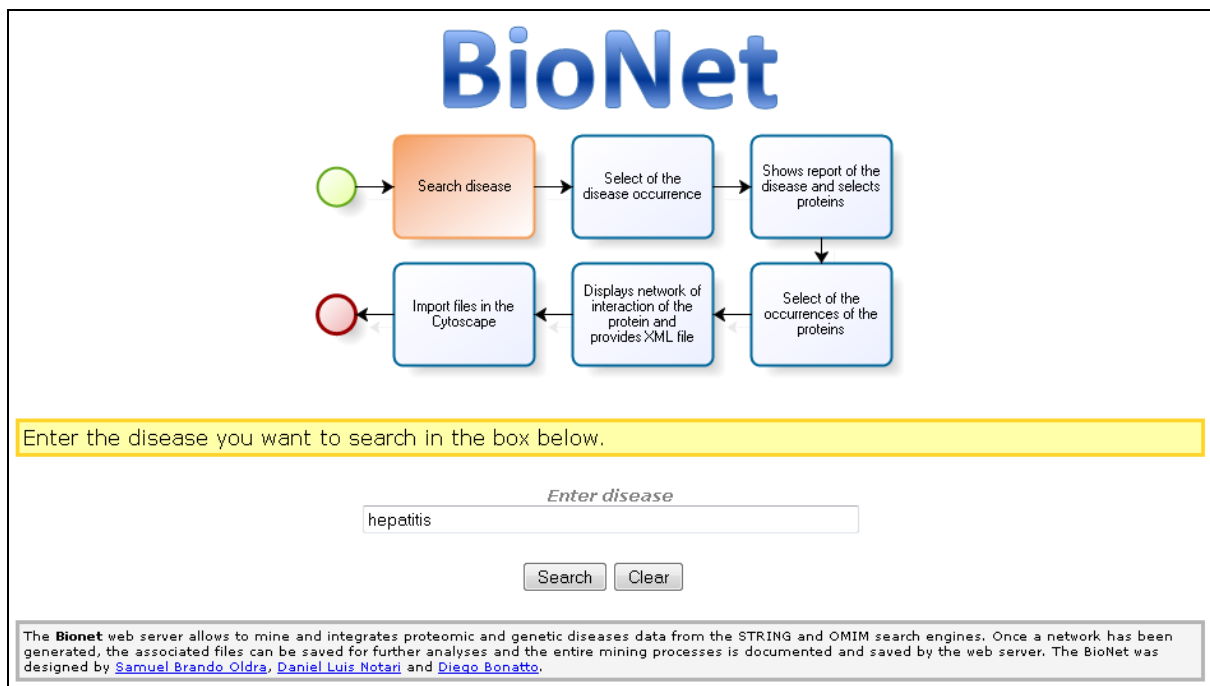 BioNet
Search disease
Select of the
disease occurrence
Shows report of the
disease and selects
proteins
Import files in the
Cytoscape
Displays network of
interaction of the
protein and
provides XML file
Select of the
occurrences of the
proteins
Enter the disease you want to search in the box below.
Enter disease
hepatitis
Search Clear
The Bionet web server allows to mine and integrates proteomic and genetic diseases data from the STRING and OMIM search engines. Once a network has been
generated, the associated files can be saved for further analyses and the entire mining processes is documented and saved by the web server. The BioNet was
designed by Samuel Brando Oldra, Daniel Luis Notari and Diego Bonatto.